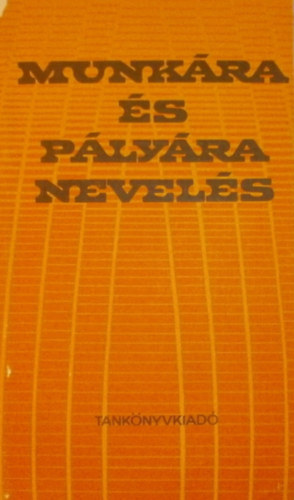 MUNKÁRA
ÉS
PÁLYÁRA
NEVELÉS
TANKÖNYVKIADÓ